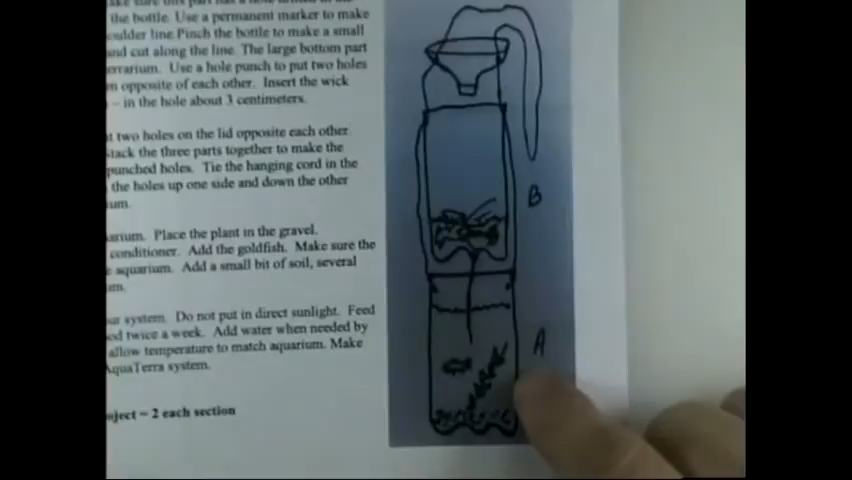 the bottle. Use a permanent marker to make
oulder line. Pinch the bottle to make a small
and cut along the line. The large bottom part
errarium. Use a hole punch to put two holes
opposite of each other. Insert the wick
– in the hole about 3 centimeters.
t two holes on the lid opposite each other
stack the three parts together to make the
punched holes. Tie the hanging cord in the
the holes up one side and down the other
um.
arium. Place the plant in the gravel.
conditioner. Add the goldfish. Make sure the
aquarium. Add a small bit of soil, several
B
ur system. Do not put in direct sunlight. Feed
od twice a week. Add water when needed by
allow temperature to match aquarium. Make
AquaTerra system.
A
oject = 2 each section